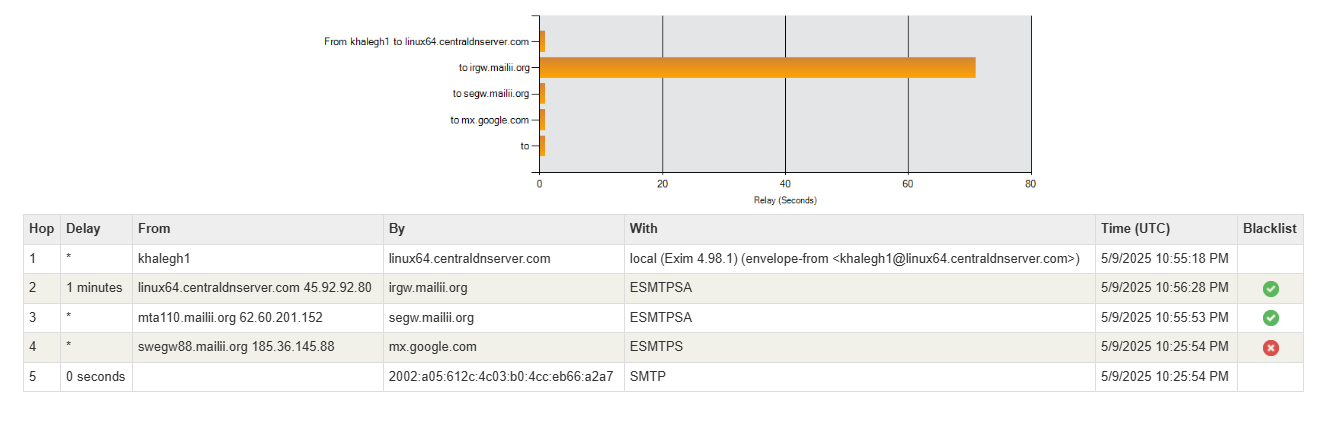 From khalegh1 to linux64.centraldnserver.com
to irgw.mailii.org
to segw.mailii.org
to mx.google.com
to
0 20 40 60 80
Relay (Seconds)
Hop Delay From By With Time (UTC) Blacklist
1 * khalegh1 linux64.centraldnserver.com local (Exim 4.98.1) (envelope-from <khalegh1@linux64.centraldnserver.com>) 5/9/2025 10:55:18 PM
2 1 minutes linux64.centraldnserver.com 45.92.92.80 irgw.mailii.org ESMTPSA 5/9/2025 10:56:28 PM
3 * mta110.mailii.org 62.60.201.152 segw.mailii.org ESMTPSA 5/9/2025 10:55:53 PM
4 * swegw88.mailii.org 185.36.145.88 mx.google.com ESMTPS 5/9/2025 10:25:54 PM
5 0 seconds 2002:a05:612c:4c03:b0:4cc:eb66:a2a7 SMTP 5/9/2025 10:25:54 PM